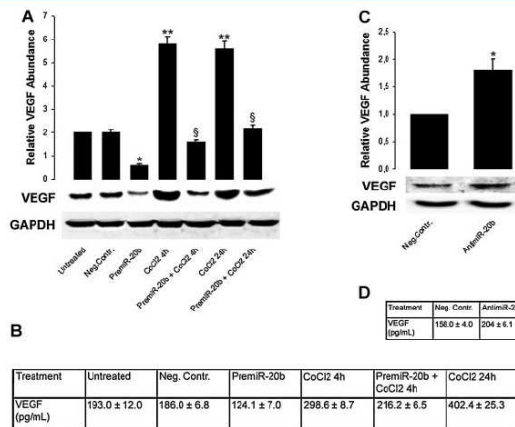 A
Relative VEGF Abundance
7
6
5
4
3
2
1
0
*
**
§
**
§
VEGF
GAPDH
Untreated
Neg.Contr.
PremiR-20b
CoCl2 4h
PremiR-20b + CoCl2 4h
CoCl2 24h
PremiR-20b + CoCl2 24h
C
Relative VEGF Abundance
2,5
2,0
1,5
1,0
0,5
0,0
*
VEGF
GAPDH
Neg.Contr.
AntimiR-20b
D
Treatment Neg. Contr. AntimiR-2
VEGF (pg/mL) 158.0 ± 4.0 204 ± 6.1
B
Treatment Untreated Neg. Contr. PremiR-20b CoCl2 4h PremiR-20b + CoCl2 4h CoCl2 24h
VEGF (pg/mL) 193.0 ± 12.0 186.0 ± 6.8 124.1 ± 7.0 298.6 ± 8.7 216.2 ± 6.5 402.4 ± 25.3